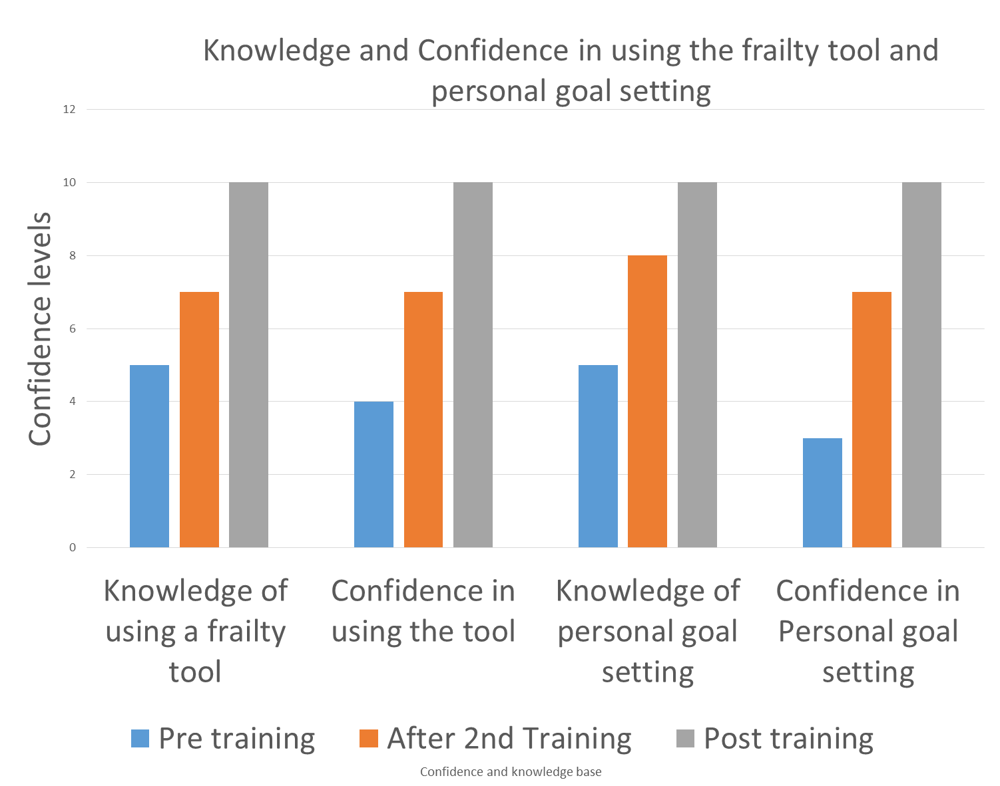 Knowledge and Confidence in using the frailty tool and
personal goal setting
12
10
8
6
4
2
0
Confidence levels
Knowledge of
using a frailty
tool
Confidence in
using the tool
Knowledge of
personal goal
setting
Confidence in
Personal goal
setting
Pre training
After 2nd Training
Post training
Confidence and knowledge base